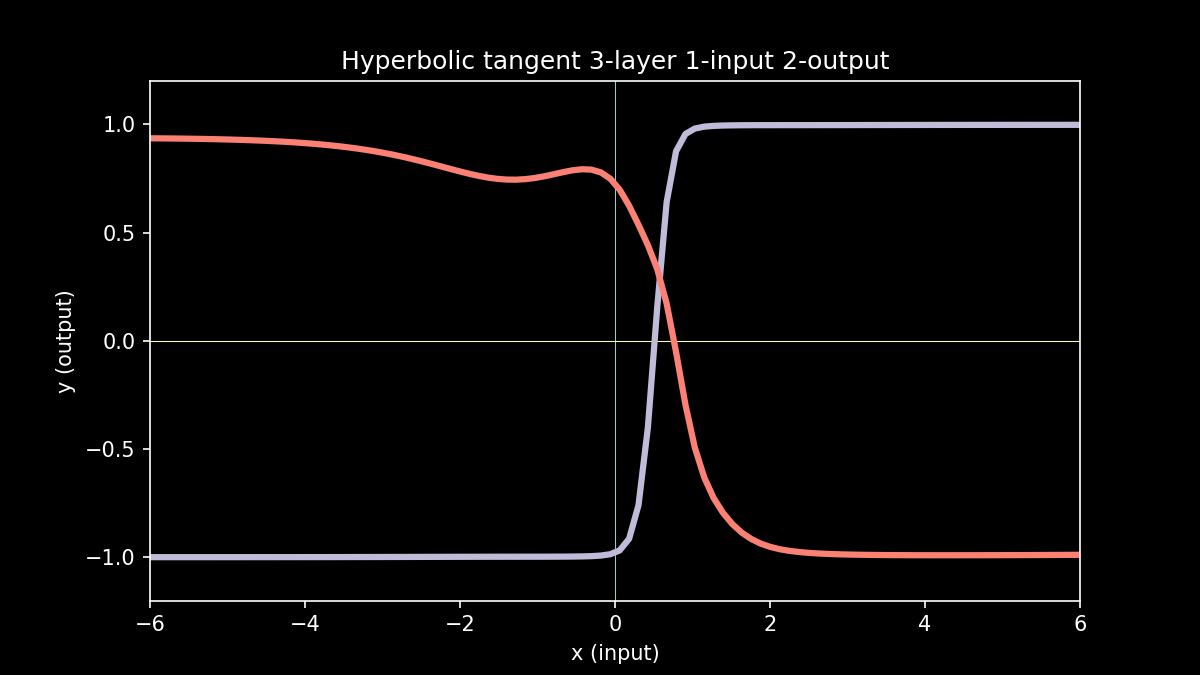 Hyperbolic tangent 3-layer 1-input 2-output
1.0
0.5
0.0
−0.5
−1.0
y (output)
−6 −4 −2 0 2 4 6
x (input)